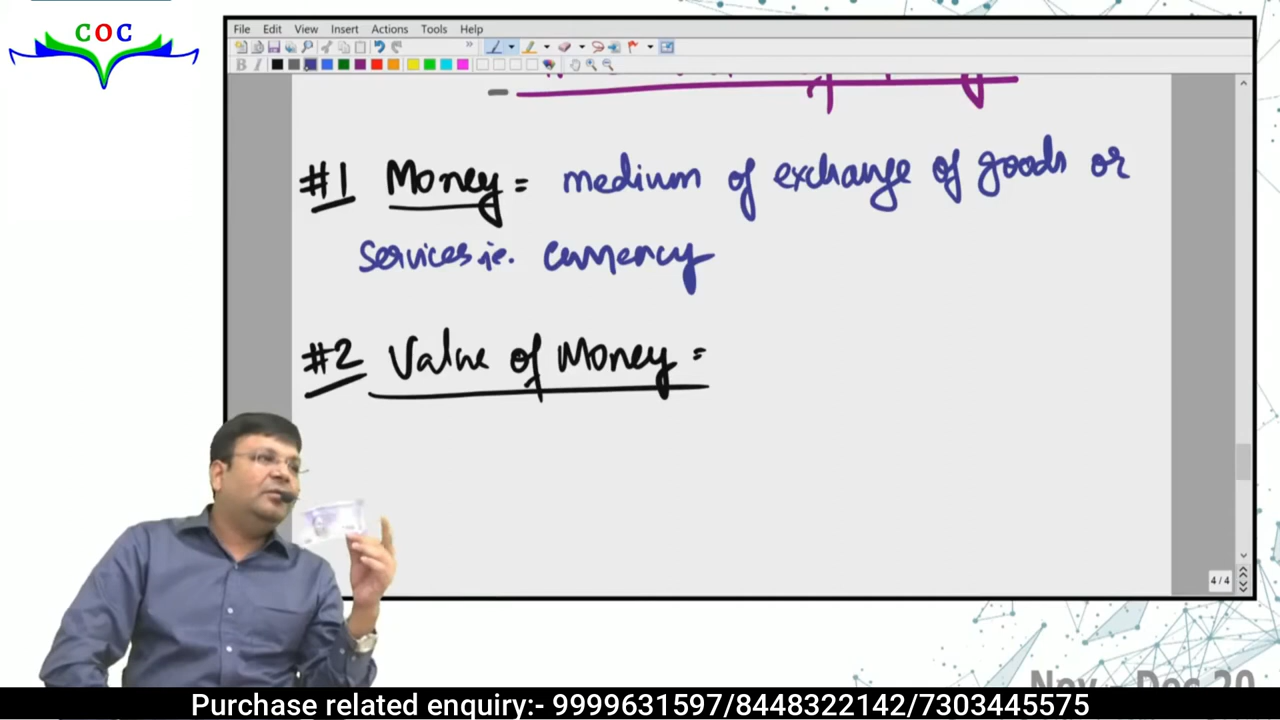 COC
File Edit View Insert Actions Tools Help
#1 Money = medium of exchange of goods or
services i.e. currency
#2 Value of Money =
4 / 4
Purchase related enquiry:- 9999631597/8448322142/7303445575